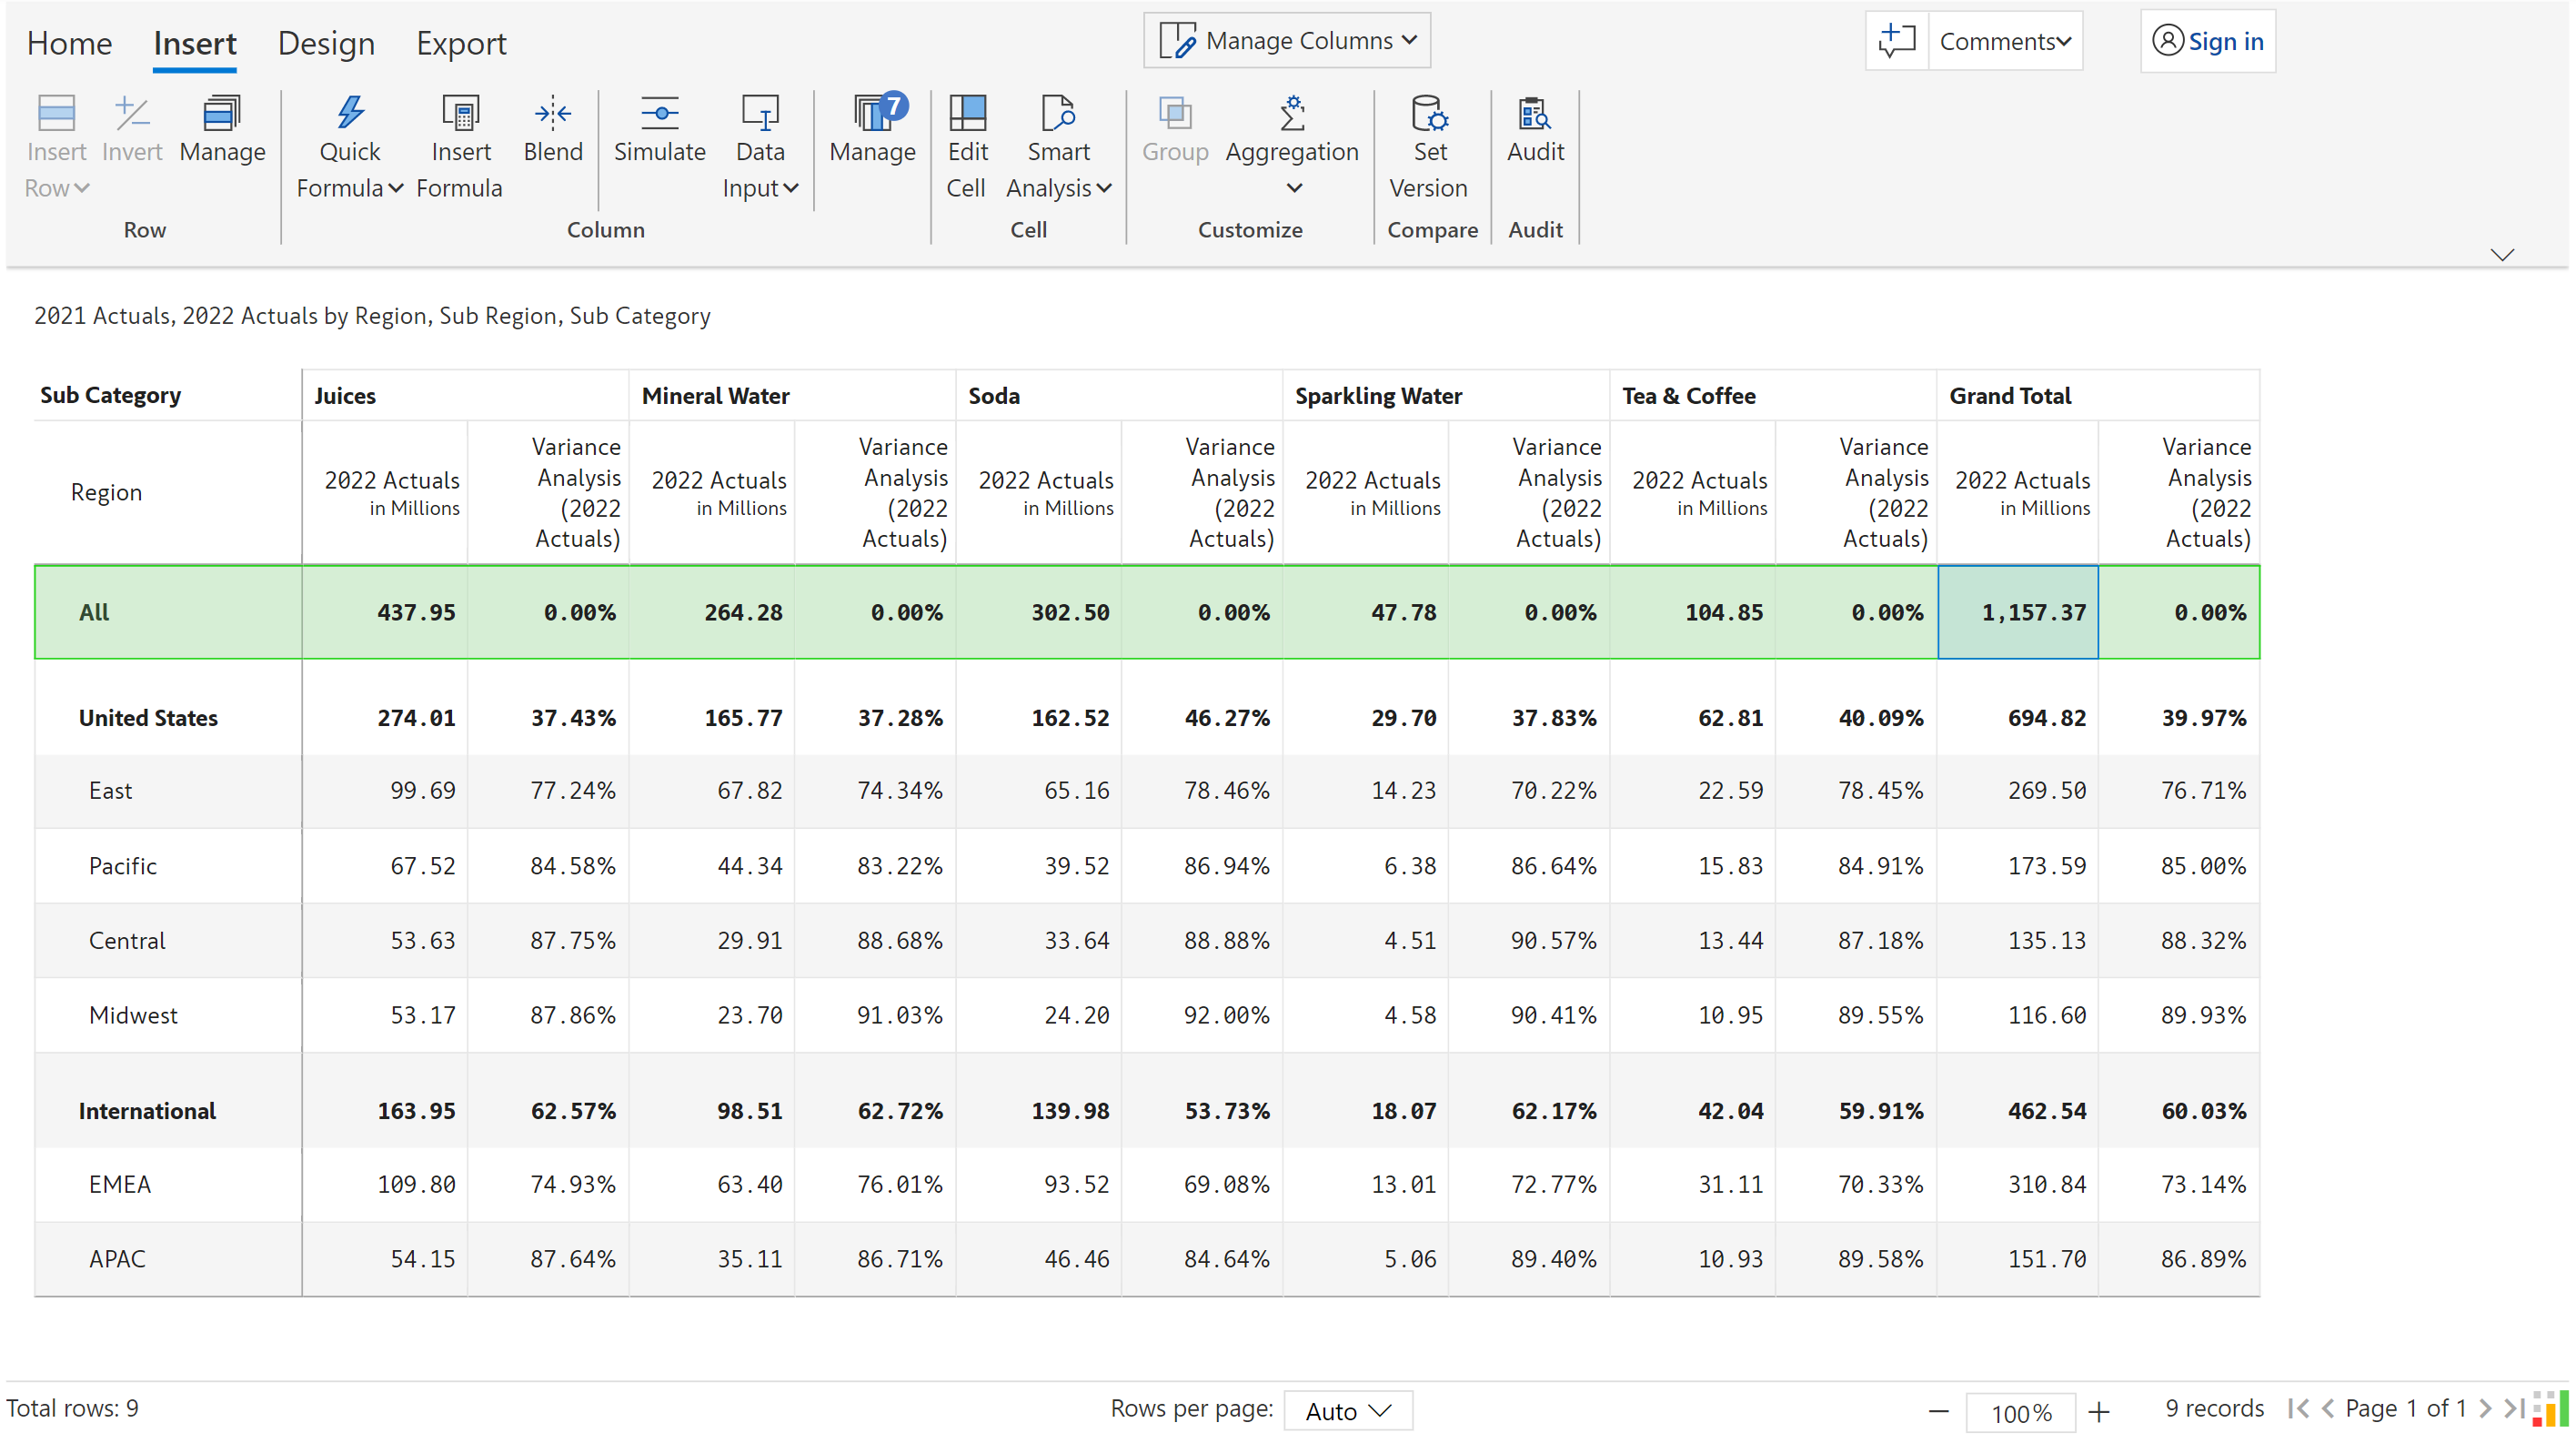 Home Insert Design Export Manage Columns Comments Sign in
7
Insert Invert Manage Quick Insert Blend Simulate Data Manage Edit Smart Group Aggregation Set Audit
Row Formula Formula Input Cell Analysis Version
Row Column Cell Customize Compare Audit
2021 Actuals, 2022 Actuals by Region, Sub Region, Sub Category
Sub Category Juices Mineral Water Soda Sparkling Water Tea & Coffee Grand Total
Variance Variance Variance Variance Variance Variance
2022 Actuals Analysis 2022 Actuals Analysis 2022 Actuals Analysis 2022 Actuals Analysis 2022 Actuals Analysis 2022 Actuals Analysis
Region
in Millions (2022 in Millions (2022 in Millions (2022 in Millions (2022 in Millions (2022 in Millions (2022
Actuals) Actuals) Actuals) Actuals) Actuals) Actuals)
All 437.95 0.00% 264.28 0.00% 302.50 0.00% 47.78 0.00% 104.85 0.00% 1,157.37 0.00%
United States 274.01 37.43% 165.77 37.28% 162.52 46.27% 29.70 37.83% 62.81 40.09% 694.82 39.97%
East 99.69 77.24% 67.82 74.34% 65.16 78.46% 14.23 70.22% 22.59 78.45% 269.50 76.71%
Pacific 67.52 84.58% 44.34 83.22% 39.52 86.94% 6.38 86.64% 15.83 84.91% 173.59 85.00%
Central 53.63 87.75% 29.91 88.68% 33.64 88.88% 4.51 90.57% 13.44 87.18% 135.13 88.32%
Midwest 53.17 87.86% 23.70 91.03% 24.20 92.00% 4.58 90.41% 10.95 89.55% 116.60 89.93%
International 163.95 62.57% 98.51 62.72% 139.98 53.73% 18.07 62.17% 42.04 59.91% 462.54 60.03%
EMEA 109.80 74.93% 63.40 76.01% 93.52 69.08% 13.01 72.77% 31.11 70.33% 310.84 73.14%
APAC 54.15 87.64% 35.11 86.71% 46.46 84.64% 5.06 89.40% 10.93 89.58% 151.70 86.89%
Total rows: 9 Rows per page: Auto − 100% + 9 records Page 1 of 1